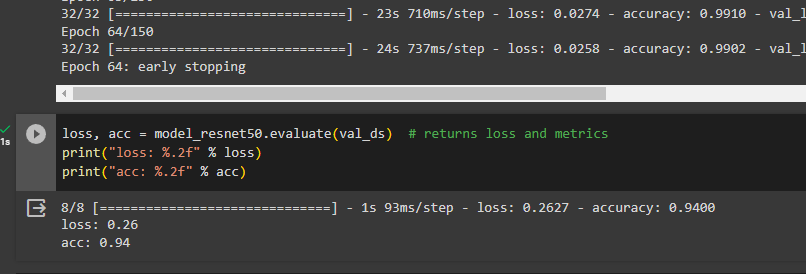 32/32 [==============================] - 23s 710ms/step - loss: 0.0274 - accuracy: 0.9910 - val_l
Epoch 64/150
32/32 [==============================] - 24s 737ms/step - loss: 0.0258 - accuracy: 0.9902 - val_l
Epoch 64: early stopping
loss, acc = model_resnet50.evaluate(val_ds)  # returns loss and metrics
1s
print("loss: %.2f" % loss)
print("acc: %.2f" % acc)
8/8 [==============================] - 1s 93ms/step - loss: 0.2627 - accuracy: 0.9400
loss: 0.26
acc: 0.94